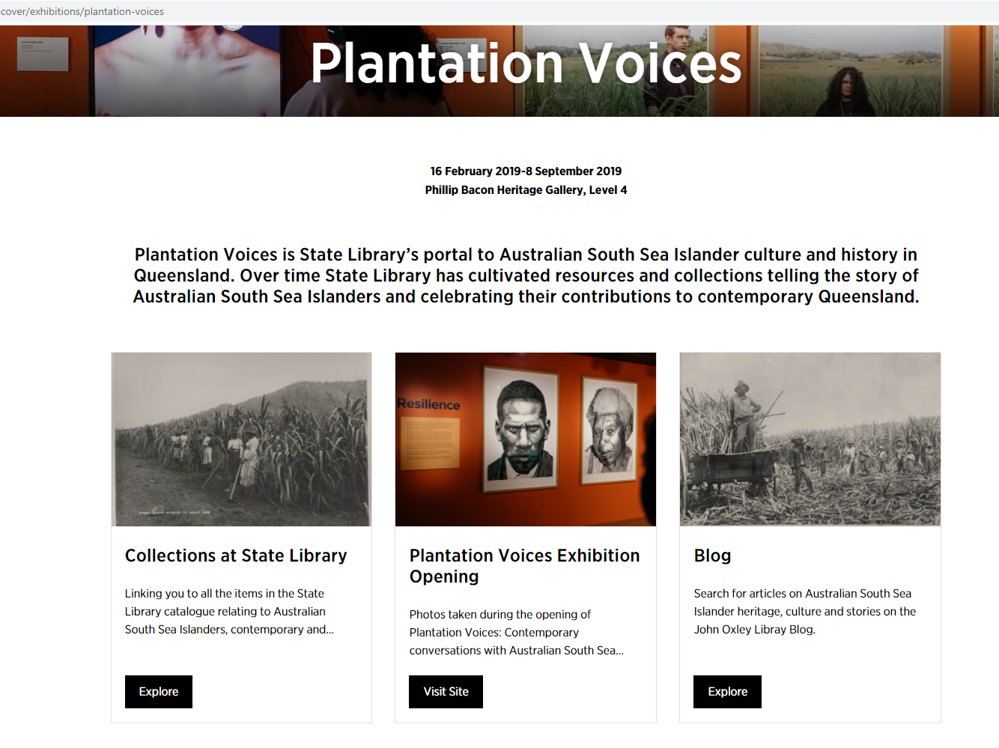 cover/exhibitions/plantation-voices
Plantation Voices
16 February 2019-8 September 2019
Phillip Bacon Heritage Gallery, Level 4
Plantation Voices is State Library’s portal to Australian South Sea Islander culture and history in
Queensland. Over time State Library has cultivated resources and collections telling the story of
Australian South Sea Islanders and celebrating their contributions to contemporary Queensland.
Resilience
Collections at State Library
Linking you to all the items in the State
Library catalogue relating to Australian
South Sea Islanders, contemporary and...
Explore
Plantation Voices Exhibition
Opening
Photos taken during the opening of
Plantation Voices: Contemporary
conversations with Australian South Sea...
Visit Site
Blog
Search for articles on Australian South Sea
Islander heritage, culture and stories on the
John Oxley Libray Blog.
Explore